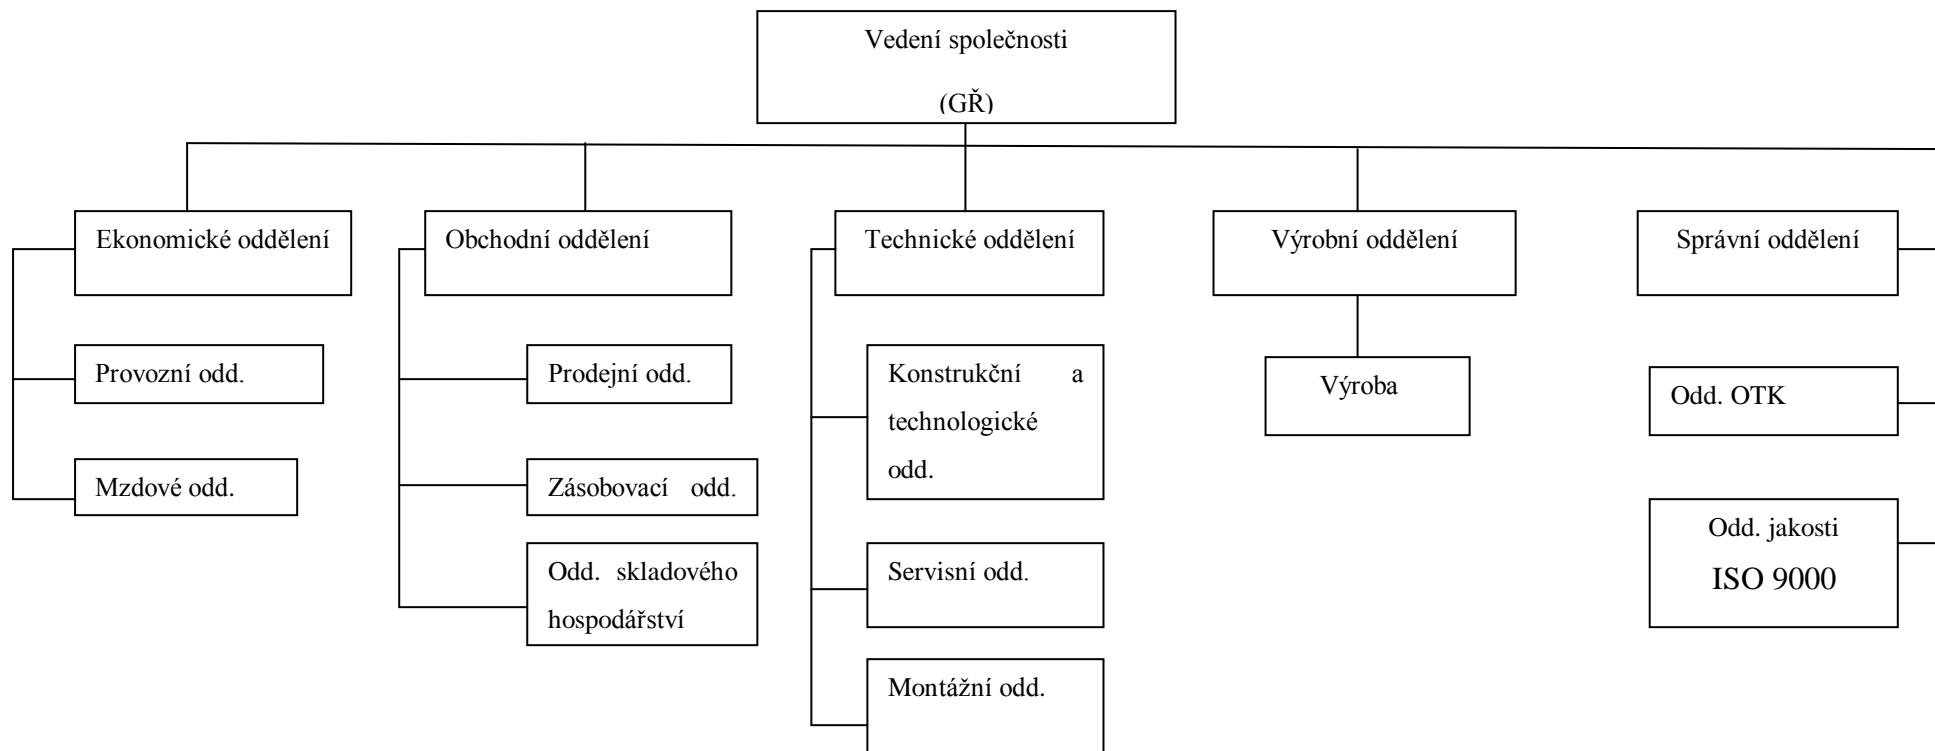 Vedení společnosti
(GŘ)
Ekonomické oddělení
Obchodní oddělení
Technické oddělení
Výrobní oddělení
Správní oddělení
Provozní odd.
Prodejní odd.
Konstrukční a
technologické
odd.
Výroba
Odd. OTK
Mzdové odd.
Zásobovací odd.
Odd. jakosti
ISO 9000
Odd. skladového
hospodářství
Servisní odd.
Montážní odd.